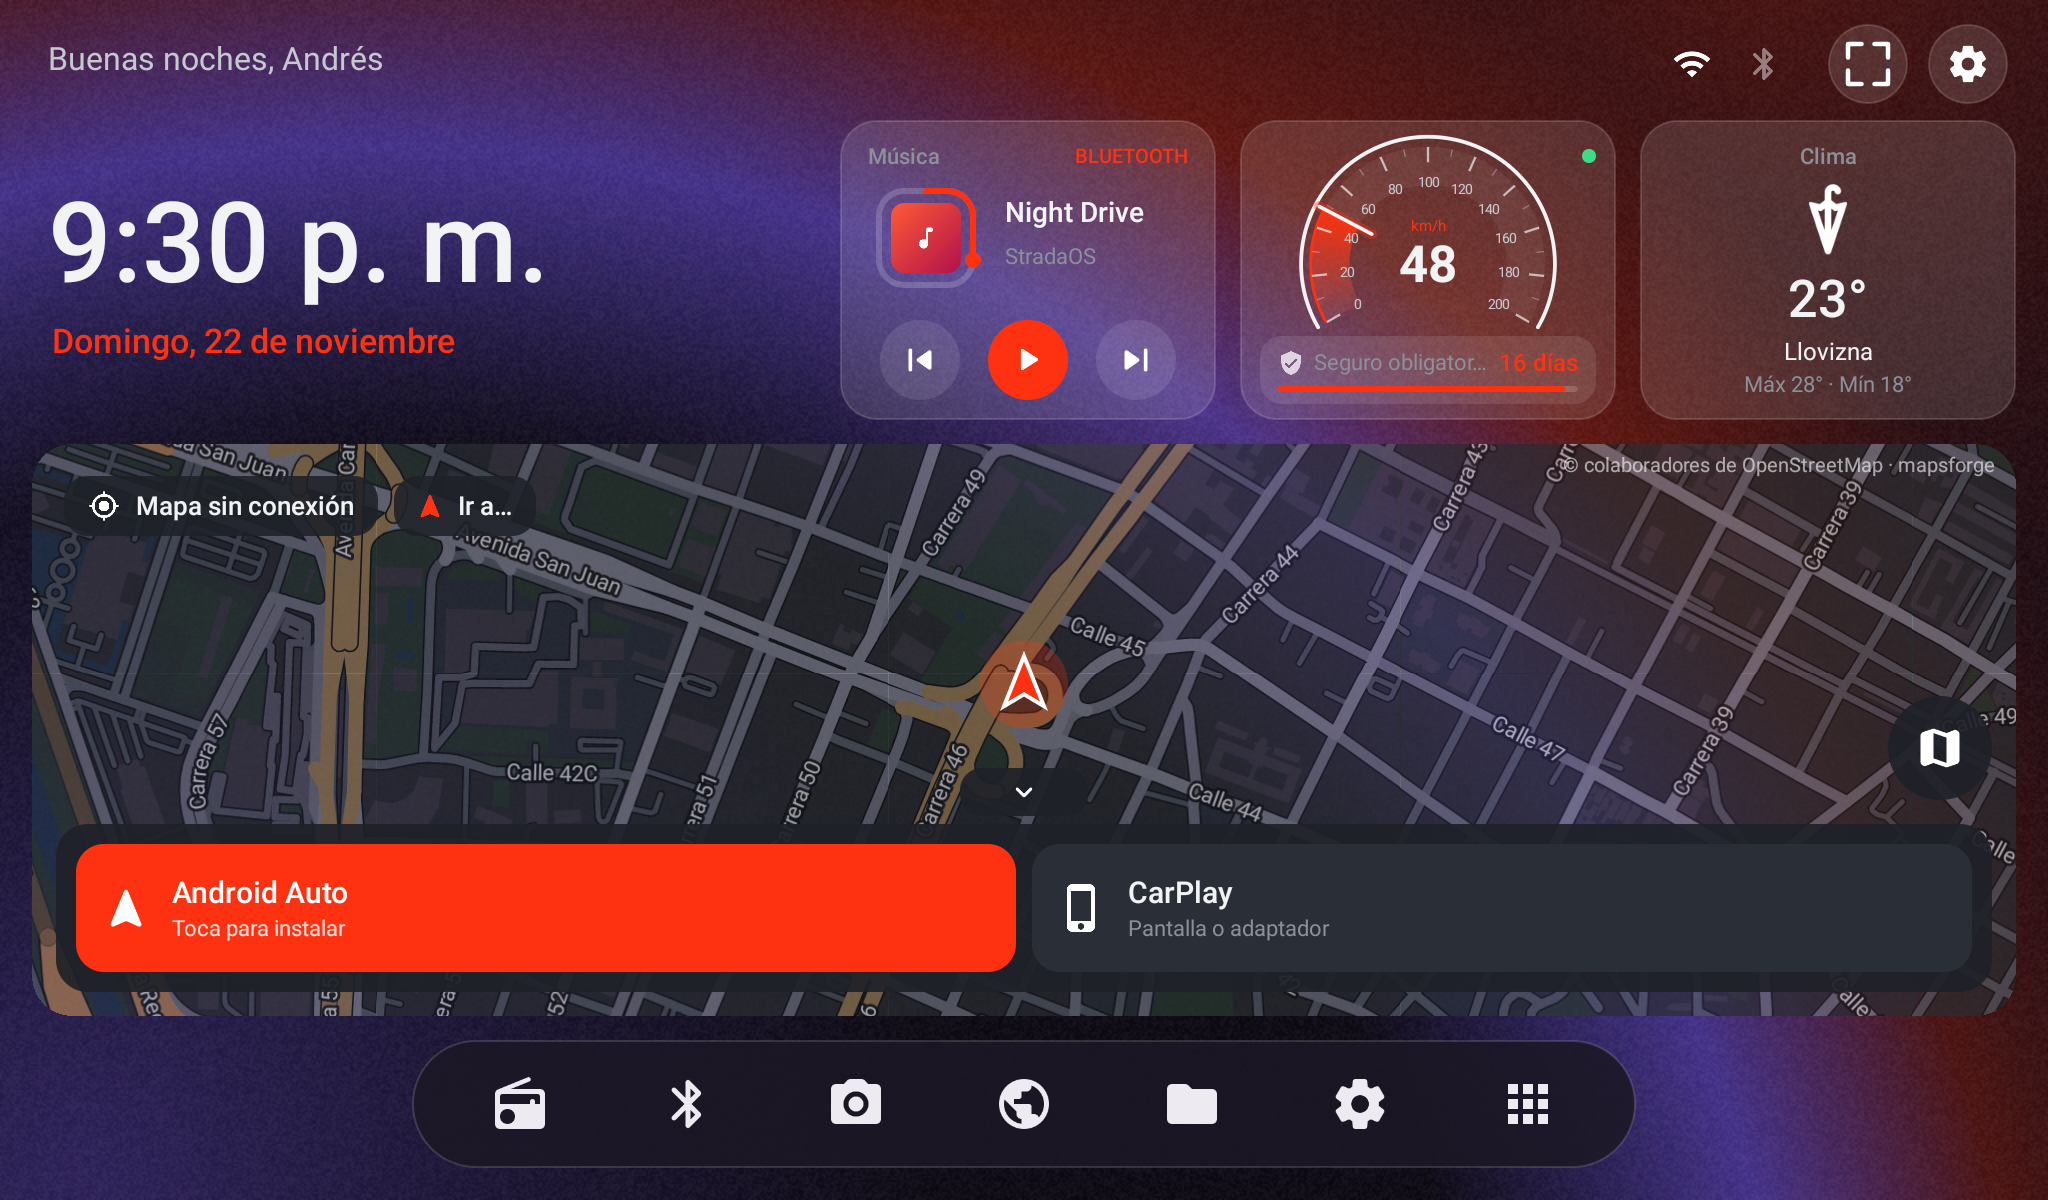 Buenas noches, Andrés
9:30 p. m.
Domingo, 22 de noviembre
Música
BLUETOOTH
Night Drive
StradaOS
0
20
40
60
80
100
120
140
160
180
200
km/h
48
Seguro obligator...
16 días
Clima
23°
Llovizna
Máx 28° · Mín 18°
© colaboradores de OpenStreetMap · mapsforge
Mapa sin conexión
Ir a...
Avenida San Juan
Carrera 49
Carrera 44
Carrera 43
Carrera 39
Calle 45
Calle 47
Carrera 39
Carrera 57
Calle 42C
Carrera 46
Calle 44
Android Auto
Toca para instalar
CarPlay
Pantalla o adaptador